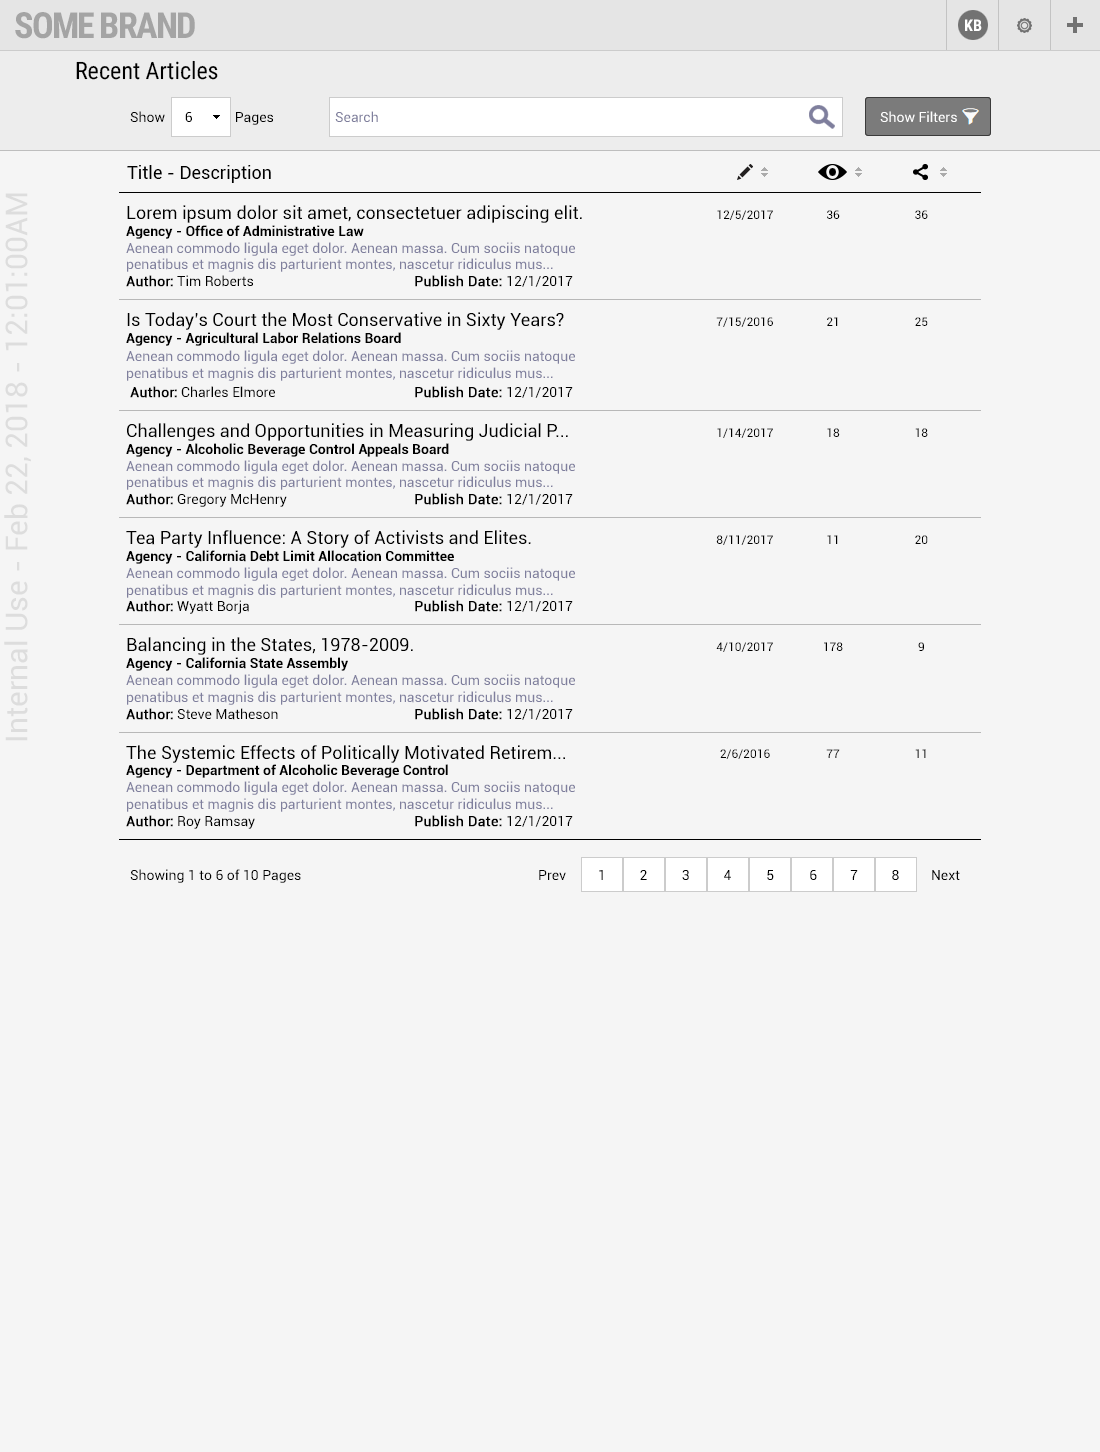 SOME BRAND
KB
Recent Articles
Show 6 Pages
Search
Show Filters
Title - Description
Lorem ipsum dolor sit amet, consectetuer adipiscing elit. 12/5/2017 36 36
Agency - Office of Administrative Law
Aenean commodo ligula eget dolor. Aenean massa. Cum sociis natoque
penatibus et magnis dis parturient montes, nascetur ridiculus mus...
Author: Tim Roberts Publish Date: 12/1/2017
Is Today's Court the Most Conservative in Sixty Years? 7/15/2016 21 25
Agency - Agricultural Labor Relations Board
Aenean commodo ligula eget dolor. Aenean massa. Cum sociis natoque
penatibus et magnis dis parturient montes, nascetur ridiculus mus...
Author: Charles Elmore Publish Date: 12/1/2017
Challenges and Opportunities in Measuring Judicial P... 1/14/2017 18 18
Agency - Alcoholic Beverage Control Appeals Board
Aenean commodo ligula eget dolor. Aenean massa. Cum sociis natoque
penatibus et magnis dis parturient montes, nascetur ridiculus mus...
Author: Gregory McHenry Publish Date: 12/1/2017
Tea Party Influence: A Story of Activists and Elites. 8/11/2017 11 20
Agency - California Debt Limit Allocation Committee
Aenean commodo ligula eget dolor. Aenean massa. Cum sociis natoque
penatibus et magnis dis parturient montes, nascetur ridiculus mus...
Author: Wyatt Borja Publish Date: 12/1/2017
Balancing in the States, 1978-2009. 4/10/2017 178 9
Agency - California State Assembly
Aenean commodo ligula eget dolor. Aenean massa. Cum sociis natoque
penatibus et magnis dis parturient montes, nascetur ridiculus mus...
Author: Steve Matheson Publish Date: 12/1/2017
The Systemic Effects of Politically Motivated Retirem... 2/6/2016 77 11
Agency - Department of Alcoholic Beverage Control
Aenean commodo ligula eget dolor. Aenean massa. Cum sociis natoque
penatibus et magnis dis parturient montes, nascetur ridiculus mus...
Author: Roy Ramsay Publish Date: 12/1/2017
Showing 1 to 6 of 10 Pages
Prev 1 2 3 4 5 6 7 8 Next
Internal Use - Feb 22, 2018 - 12:01:00AM